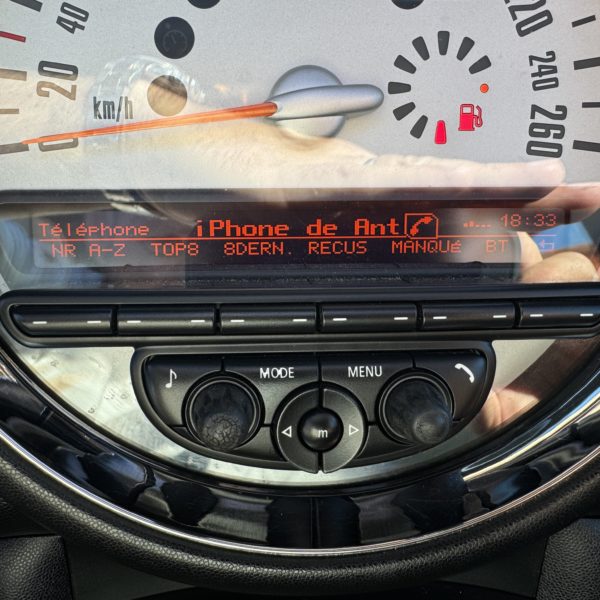 20
0
km/h
220
240
260
Téléphone iPhone de Ant 18:33
NR A-Z TOP8 8DERN. RECUS MANQUé BT
MODE MENU
m